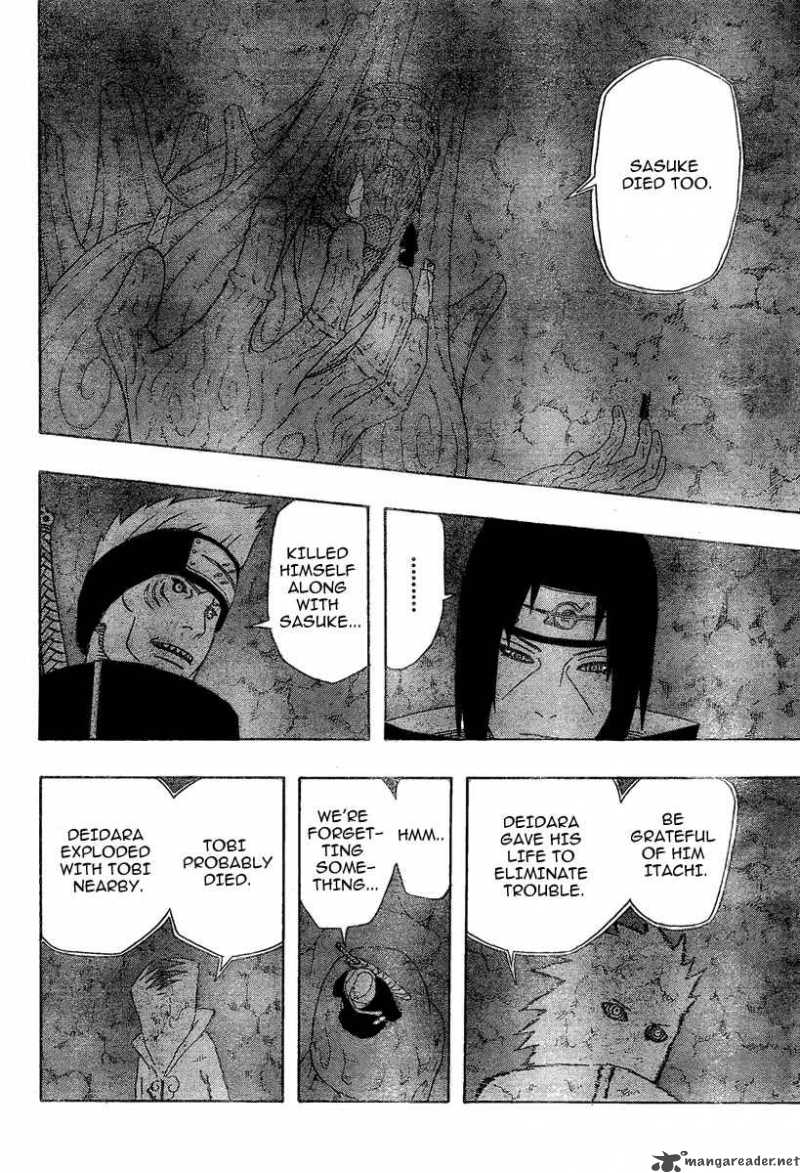 SASUKE
DIED TOO.
.........
KILLED
HIMSELF
ALONG
WITH
SASUKE...
BE
GRATEFUL
OF HIM
ITACHI
DEIDARA
GAVE HIS
LIFE TO
ELIMINATE
TROUBLE.
HMM..
WE'RE
FORGET-
TING
SOME-
THING...
TOBI
PROBABLY
DIED.
DEIDARA
EXPLODED
WITH TOBI
NEARBY.
mangareader.net